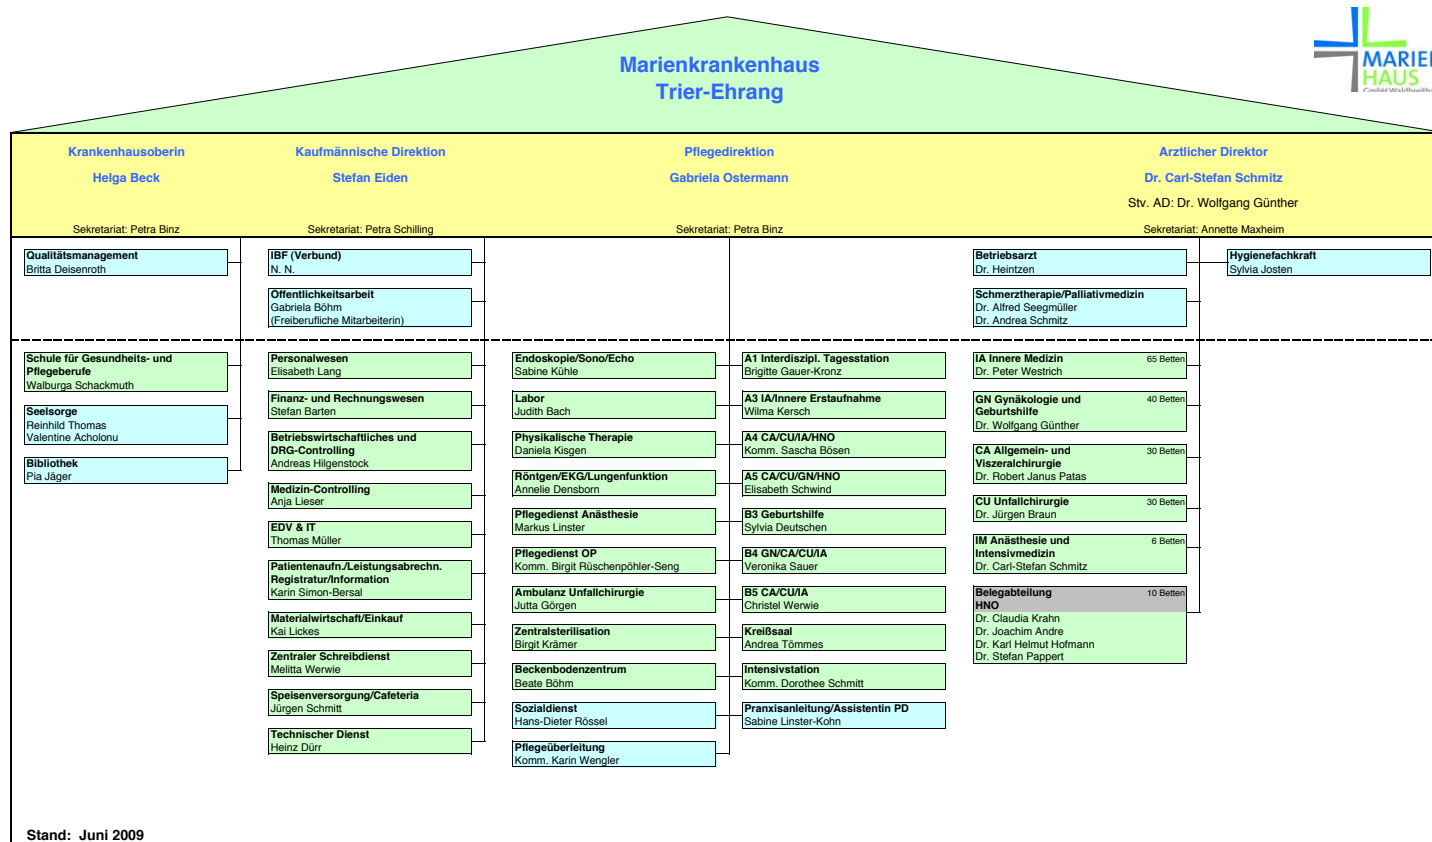 Marienkrankenhaus
Trier-Ehrang
MARIEN
HAUS
Krankenhausoberin
Helga Beck
Sekretariat: Petra Binz
Kaufmännische Direktion
Stefan Eiden
Sekretariat: Petra Schilling
Pflegedirektion
Gabriela Ostermann
Sekretariat: Petra Binz
Arztlicher Direktor
Dr. Carl-Stefan Schmitz
Stv. AD: Dr. Wolfgang Günther
Sekretariat: Annette Maxheim
Qualitätsmanagement
Britta Deisenroth
Schule für Gesundheits- und
Pflegeberufe
Walburga Schackmuth
Seelsorge
Reinhild Thomas
Valentine Acholonu
Bibliothek
Pia Jäger
IBF (Verbund)
N. N.
Öffentlichkeitsarbeit
Gabriela Böhm
(Freiberufliche Mitarbeiterin)
Personalwesen
Elisabeth Lang
Finanz- und Rechnungswesen
Stefan Barten
Betriebswirtschaftliches und
DRG-Controlling
Andreas Hilgenstock
Medizin-Controlling
Anja Lieser
EDV & IT
Thomas Müller
Patientenaufn./Leistungsabrechn.
Registratur/Information
Karin Simon-Bersal
Materialwirtschaft/Einkauf
Kai Lickes
Zentraler Schreibdienst
Melitta Werwie
Speisenversorgung/Cafeteria
Jürgen Schmitt
Technischer Dienst
Heinz Dürr
Endoskopie/Sono/Echo
Sabine Kühle
Labor
Judith Bach
Physikalische Therapie
Daniela Kisgen
Röntgen/EKG/Lungenfunktion
Annelie Densborn
Pflegedienst Anästhesie
Markus Linster
Pflegedienst OP
Komm. Birgit Rüschenpöhler-Seng
Ambulanz Unfallchirurgie
Jutta Görgen
Zentralsterilisation
Birgit Krämer
Beckenbodenzentrum
Beate Böhm
Sozialdienst
Hans-Dieter Rössel
Pflegeüberleitung
Komm. Karin Wengler
A1 Interdiszipl. Tagesstation
Brigitte Gauer-Kronz
A3 IA/Innere Erstaufnahme
Wilma Kersch
A4 CA/CU/IA/HNO
Komm. Sascha Bösen
A5 CA/CU/GN/HNO
Elisabeth Schwind
B3 Geburtshilfe
Sylvia Deutschen
B4 GN/CA/CU/IA
Veronika Sauer
B5 CA/CU/IA
Christel Werwie
Kreißsaal
Andrea Tömmes
Intensivstation
Komm. Dorothee Schmitt
Pranxisanleitung/Assistentin PD
Sabine Linster-Kohn
Betriebsarzt
Dr. Heintzen
Hygienefachkraft
Sylvia Josten
Schmerztherapie/Palliativmedizin
Dr. Alfred Seegmüller
Dr. Andrea Schmitz
IA Innere Medizin 65 Betten
Dr. Peter Westrich
GN Gynäkologie und 40 Betten
Geburtshilfe
Dr. Wolfgang Günther
CA Allgemein- und 30 Betten
Viszeralchirurgie
Dr. Robert Janus Patas
CU Unfallchirurgie 30 Betten
Dr. Jürgen Braun
IM Anästhesie und 6 Betten
Intensivmedizin
Dr. Carl-Stefan Schmitz
Belegabteilung 10 Betten
HNO
Dr. Claudia Krahn
Dr. Joachim Andre
Dr. Karl Helmut Hofmann
Dr. Stefan Pappert
Stand: Juni 2009